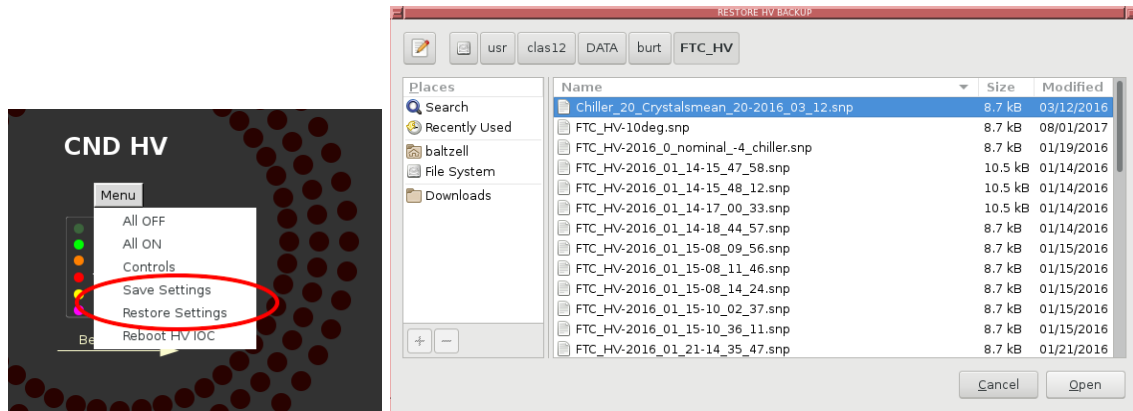 CND HV
Menu
All OFF
All ON
Controls
Save Settings
Restore Settings
Reboot HV IOC
RESTORE HV BACKUP
usr clas12 DATA burt FTC_HV
Places
Search
Recently Used
baltzell
File System
Downloads
Name Size Modified
Chiller_20_Crystalsmean_20-2016_03_12.snp 8.7 kB 03/12/2016
FTC_HV-10deg.snp 8.7 kB 08/01/2017
FTC_HV-2016_0_nominal_-4_chiller.snp 8.7 kB 01/19/2016
FTC_HV-2016_01_14-15_47_58.snp 10.5 kB 01/14/2016
FTC_HV-2016_01_14-15_48_12.snp 10.5 kB 01/14/2016
FTC_HV-2016_01_14-17_00_33.snp 10.5 kB 01/14/2016
FTC_HV-2016_01_14-18_44_57.snp 8.7 kB 01/14/2016
FTC_HV-2016_01_15-08_09_56.snp 8.7 kB 01/15/2016
FTC_HV-2016_01_15-08_11_46.snp 8.7 kB 01/15/2016
FTC_HV-2016_01_15-08_14_24.snp 8.7 kB 01/15/2016
FTC_HV-2016_01_15-10_02_37.snp 8.7 kB 01/15/2016
FTC_HV-2016_01_15-10_36_11.snp 8.7 kB 01/15/2016
FTC_HV-2016_01_21-14_35_47.snp 8.7 kB 01/21/2016
Cancel Open